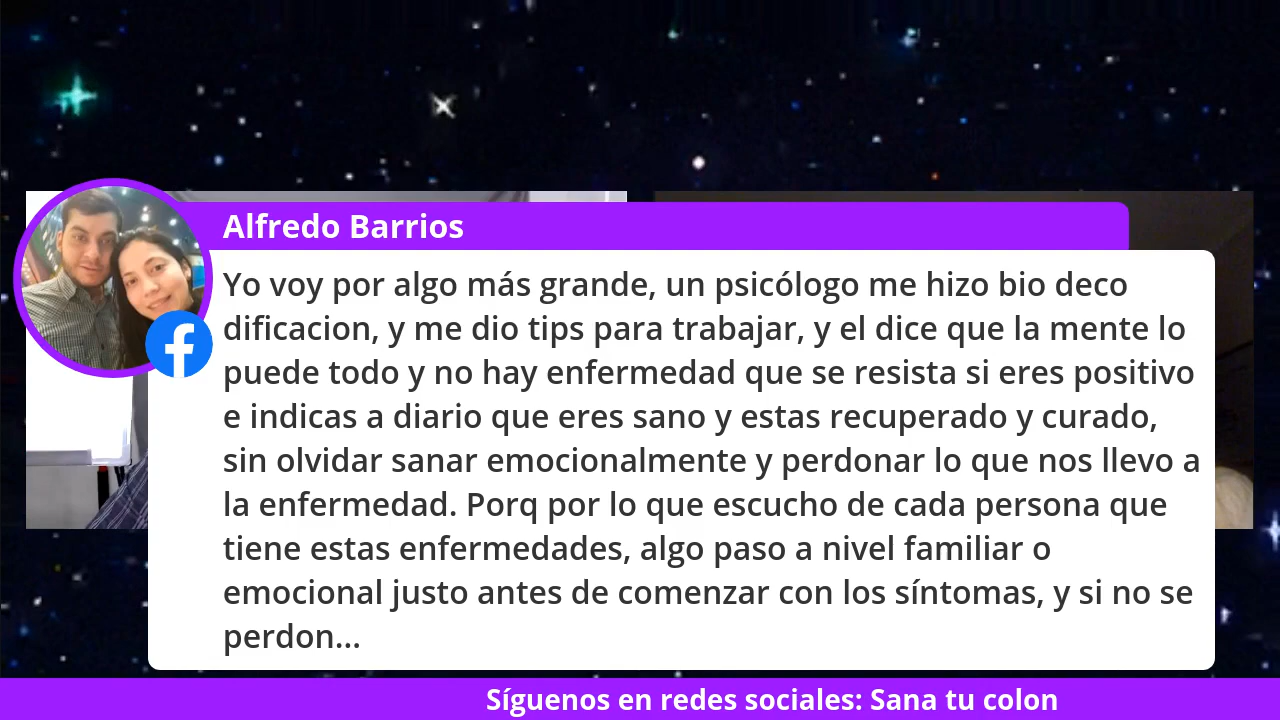 Alfredo Barrios
Yo voy por algo más grande, un psicólogo me hizo bio deco
dificacion, y me dio tips para trabajar, y el dice que la mente lo
puede todo y no hay enfermedad que se resista si eres positivo
e indicas a diario que eres sano y estas recuperado y curado,
sin olvidar sanar emocionalmente y perdonar lo que nos llevo a
la enfermedad. Porq por lo que escucho de cada persona que
tiene estas enfermedades, algo paso a nivel familiar o
emocional justo antes de comenzar con los síntomas, y si no se
perdon...
Síguenos en redes sociales: Sana tu colon